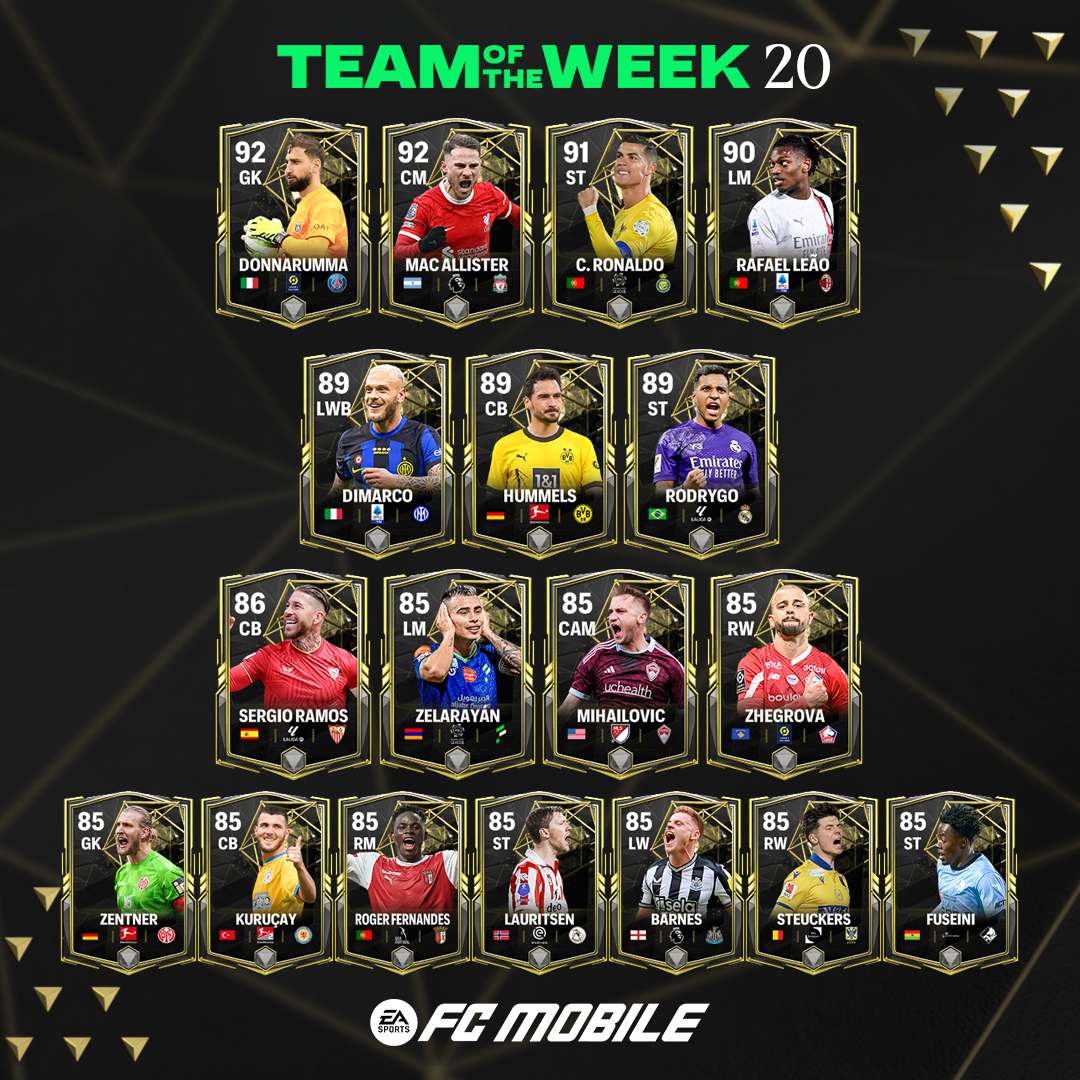 TEAM OF THE WEEK 20
92 92 91 90
GK CM ST LM
DONNARUMMA MAC ALLISTER C. RONALDO RAFAEL LEÃO
89 89 89
LWB CB ST
DIMARCO HUMMELS RODRYGO
86 85 85 85
CB LM CAM RW
SERGIO RAMOS ZELARAYAN MIHAILOVIC ZHEGROVA
85 85 85 85 85 85 85
GK CB RM ST LW RW ST
ZENTNER KURUÇAY ROGER FERNANDES LAURITSEN BARNES STEUCKERS FUSEINI
EA SPORTS FC MOBILE